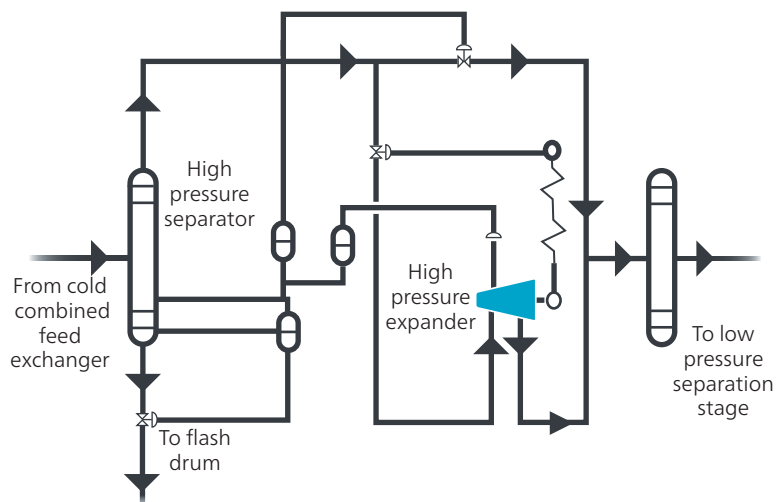 High
pressure
separator
From cold
combined
feed
exchanger
High
pressure
expander
To low
pressure
separation
stage
To flash
drum